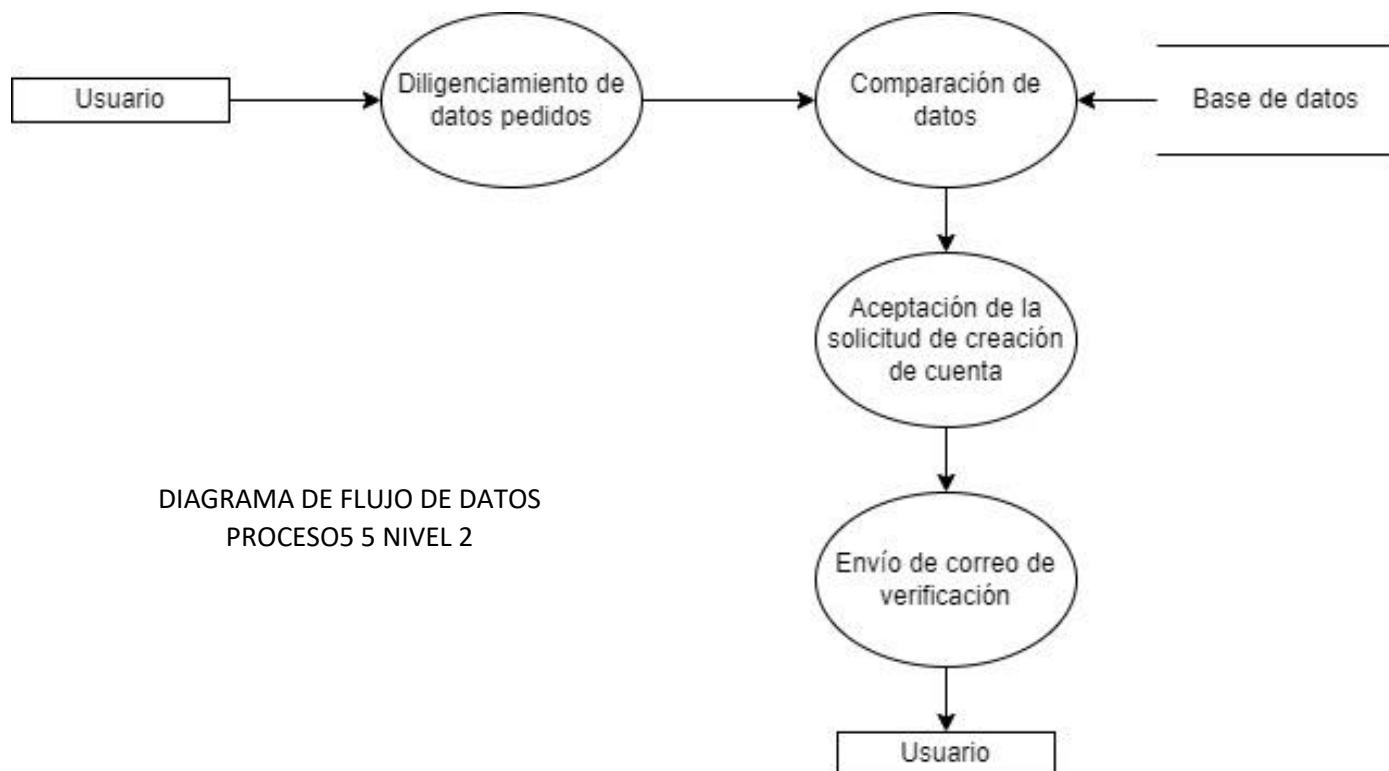 Usuario
Diligenciamiento de
datos pedidos
Comparación de
datos
Base de datos
Aceptación de la
solicitud de creación
de cuenta
DIAGRAMA DE FLUJO DE DATOS
PROCESO5 5 NIVEL 2
Envío de correo de
verificación
Usuario